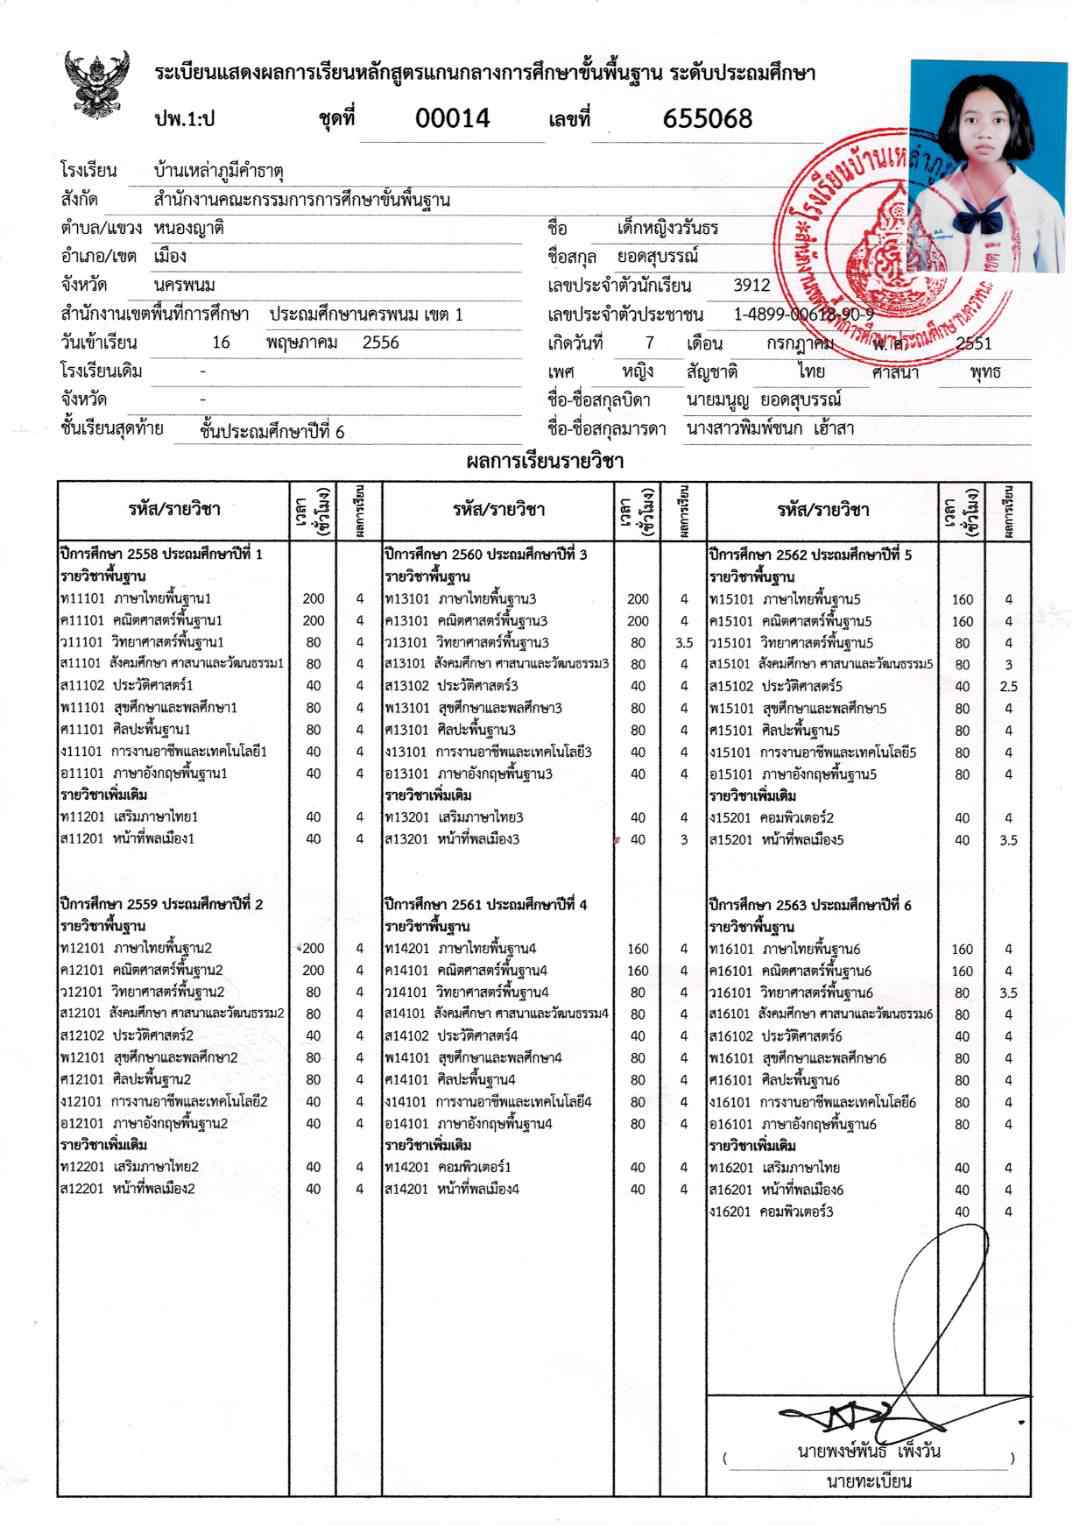 ระเบียนแสดงผลการเรียนหลักสูตรแกนกลางการศึกษาขั้นพื้นฐาน ระดับประถมศึกษา
ปพ.1:ป ชุดที่ 00014 เลขที่ 655068
โรงเรียน บ้านเหล่าภูมีคำธาตุ
สังกัด สำนักงานคณะกรรมการการศึกษาขั้นพื้นฐาน
ตำบล/แขวง หนองญาติ
อำเภอ/เขต เมือง
จังหวัด นครพนม
สำนักงานเขตพื้นที่การศึกษา ประถมศึกษานครพนม เขต 1
วันเข้าเรียน 16 พฤษภาคม 2556
โรงเรียนเดิม -
จังหวัด -
ชั้นเรียนสุดท้าย ชั้นประถมศึกษาปีที่ 6
ชื่อ เด็กหญิงวรันธร
ชื่อสกุล ยอดสุบรรณ์
เลขประจำตัวนักเรียน 3912
เลขประจำตัวประชาชน 1-4899-00618-90-9
เกิดวันที่ 7 เดือน กรกฎาคม พ.ศ. 2551
เพศ หญิง สัญชาติ ไทย ศาสนา พุทธ
ชื่อ-ชื่อสกุลบิดา นายมนูญ ยอดสุบรรณ์
ชื่อ-ชื่อสกุลมารดา นางสาวพิมพ์ชนก เฮ้าสา
ผลการเรียนรายวิชา
รหัส/รายวิชา เวลา (ชั่วโมง) ผลการเรียน
ปีการศึกษา 2558 ประถมศึกษาปีที่ 1
รายวิชาพื้นฐาน
ท11101 ภาษาไทยพื้นฐาน1 200 4
ค11101 คณิตศาสตร์พื้นฐาน1 200 4
ว11101 วิทยาศาสตร์พื้นฐาน1 80 4
ส11101 สังคมศึกษา ศาสนาและวัฒนธรรม1 80 4
ส11102 ประวัติศาสตร์1 40 4
พ11101 สุขศึกษาและพลศึกษา1 80 4
ศ11101 ศิลปะพื้นฐาน1 80 4
ง11101 การงานอาชีพและเทคโนโลยี1 40 4
อ11101 ภาษาอังกฤษพื้นฐาน1 40 4
รายวิชาเพิ่มเติม
ท11201 เสริมภาษาไทย1 40 4
ส11201 หน้าที่พลเมือง1 40 4
ปีการศึกษา 2559 ประถมศึกษาปีที่ 2
รายวิชาพื้นฐาน
ท12101 ภาษาไทยพื้นฐาน2 200 4
ค12101 คณิตศาสตร์พื้นฐาน2 200 4
ว12101 วิทยาศาสตร์พื้นฐาน2 80 4
ส12101 สังคมศึกษา ศาสนาและวัฒนธรรม2 80 4
ส12102 ประวัติศาสตร์2 40 4
พ12101 สุขศึกษาและพลศึกษา2 80 4
ศ12101 ศิลปะพื้นฐาน2 80 4
ง12101 การงานอาชีพและเทคโนโลยี2 40 4
อ12101 ภาษาอังกฤษพื้นฐาน2 40 4
รายวิชาเพิ่มเติม
ท12201 เสริมภาษาไทย2 40 4
ส12201 หน้าที่พลเมือง2 40 4
รหัส/รายวิชา เวลา (ชั่วโมง) ผลการเรียน
ปีการศึกษา 2560 ประถมศึกษาปีที่ 3
รายวิชาพื้นฐาน
ท13101 ภาษาไทยพื้นฐาน3 200 4
ค13101 คณิตศาสตร์พื้นฐาน3 200 4
ว13101 วิทยาศาสตร์พื้นฐาน3 80 3.5
ส13101 สังคมศึกษา ศาสนาและวัฒนธรรม3 80 4
ส13102 ประวัติศาสตร์3 40 4
พ13101 สุขศึกษาและพลศึกษา3 80 4
ศ13101 ศิลปะพื้นฐาน3 80 4
ง13101 การงานอาชีพและเทคโนโลยี3 40 4
อ13101 ภาษาอังกฤษพื้นฐาน3 40 4
รายวิชาเพิ่มเติม
ท13201 เสริมภาษาไทย3 40 4
ส13201 หน้าที่พลเมือง3 40 3
ปีการศึกษา 2561 ประถมศึกษาปีที่ 4
รายวิชาพื้นฐาน
ท14201 ภาษาไทยพื้นฐาน4 160 4
ค14101 คณิตศาสตร์พื้นฐาน4 160 4
ว14101 วิทยาศาสตร์พื้นฐาน4 80 4
ส14101 สังคมศึกษา ศาสนาและวัฒนธรรม4 80 4
ส14102 ประวัติศาสตร์4 40 4
พ14101 สุขศึกษาและพลศึกษา4 80 4
ศ14101 ศิลปะพื้นฐาน4 80 4
ง14101 การงานอาชีพและเทคโนโลยี4 80 4
อ14101 ภาษาอังกฤษพื้นฐาน4 80 4
รายวิชาเพิ่มเติม
ท14201 คอมพิวเตอร์1 40 4
ส14201 หน้าที่พลเมือง4 40 4
รหัส/รายวิชา เวลา (ชั่วโมง) ผลการเรียน
ปีการศึกษา 2562 ประถมศึกษาปีที่ 5
รายวิชาพื้นฐาน
ท15101 ภาษาไทยพื้นฐาน5 160 4
ค15101 คณิตศาสตร์พื้นฐาน5 160 4
ว15101 วิทยาศาสตร์พื้นฐาน5 80 4
ส15101 สังคมศึกษา ศาสนาและวัฒนธรรม5 80 3
ส15102 ประวัติศาสตร์5 40 2.5
พ15101 สุขศึกษาและพลศึกษา5 80 4
ศ15101 ศิลปะพื้นฐาน5 80 4
ง15101 การงานอาชีพและเทคโนโลยี5 80 4
อ15101 ภาษาอังกฤษพื้นฐาน5 80 4
รายวิชาเพิ่มเติม
ง15201 คอมพิวเตอร์2 40 4
ส15201 หน้าที่พลเมือง5 40 3.5
ปีการศึกษา 2563 ประถมศึกษาปีที่ 6
รายวิชาพื้นฐาน
ท16101 ภาษาไทยพื้นฐาน6 160 4
ค16101 คณิตศาสตร์พื้นฐาน6 160 4
ว16101 วิทยาศาสตร์พื้นฐาน6 80 3.5
ส16101 สังคมศึกษา ศาสนาและวัฒนธรรม6 80 4
ส16102 ประวัติศาสตร์6 40 4
พ16101 สุขศึกษาและพลศึกษา6 80 4
ศ16101 ศิลปะพื้นฐาน6 80 4
ง16101 การงานอาชีพและเทคโนโลยี6 80 4
อ16101 ภาษาอังกฤษพื้นฐาน6 80 4
รายวิชาเพิ่มเติม
ท16201 เสริมภาษาไทย 40 4
ส16201 หน้าที่พลเมือง6 40 4
ง16201 คอมพิวเตอร์3 40 4
( นายพงษ์พันธ์ เพ็งวัน )
นายทะเบียน